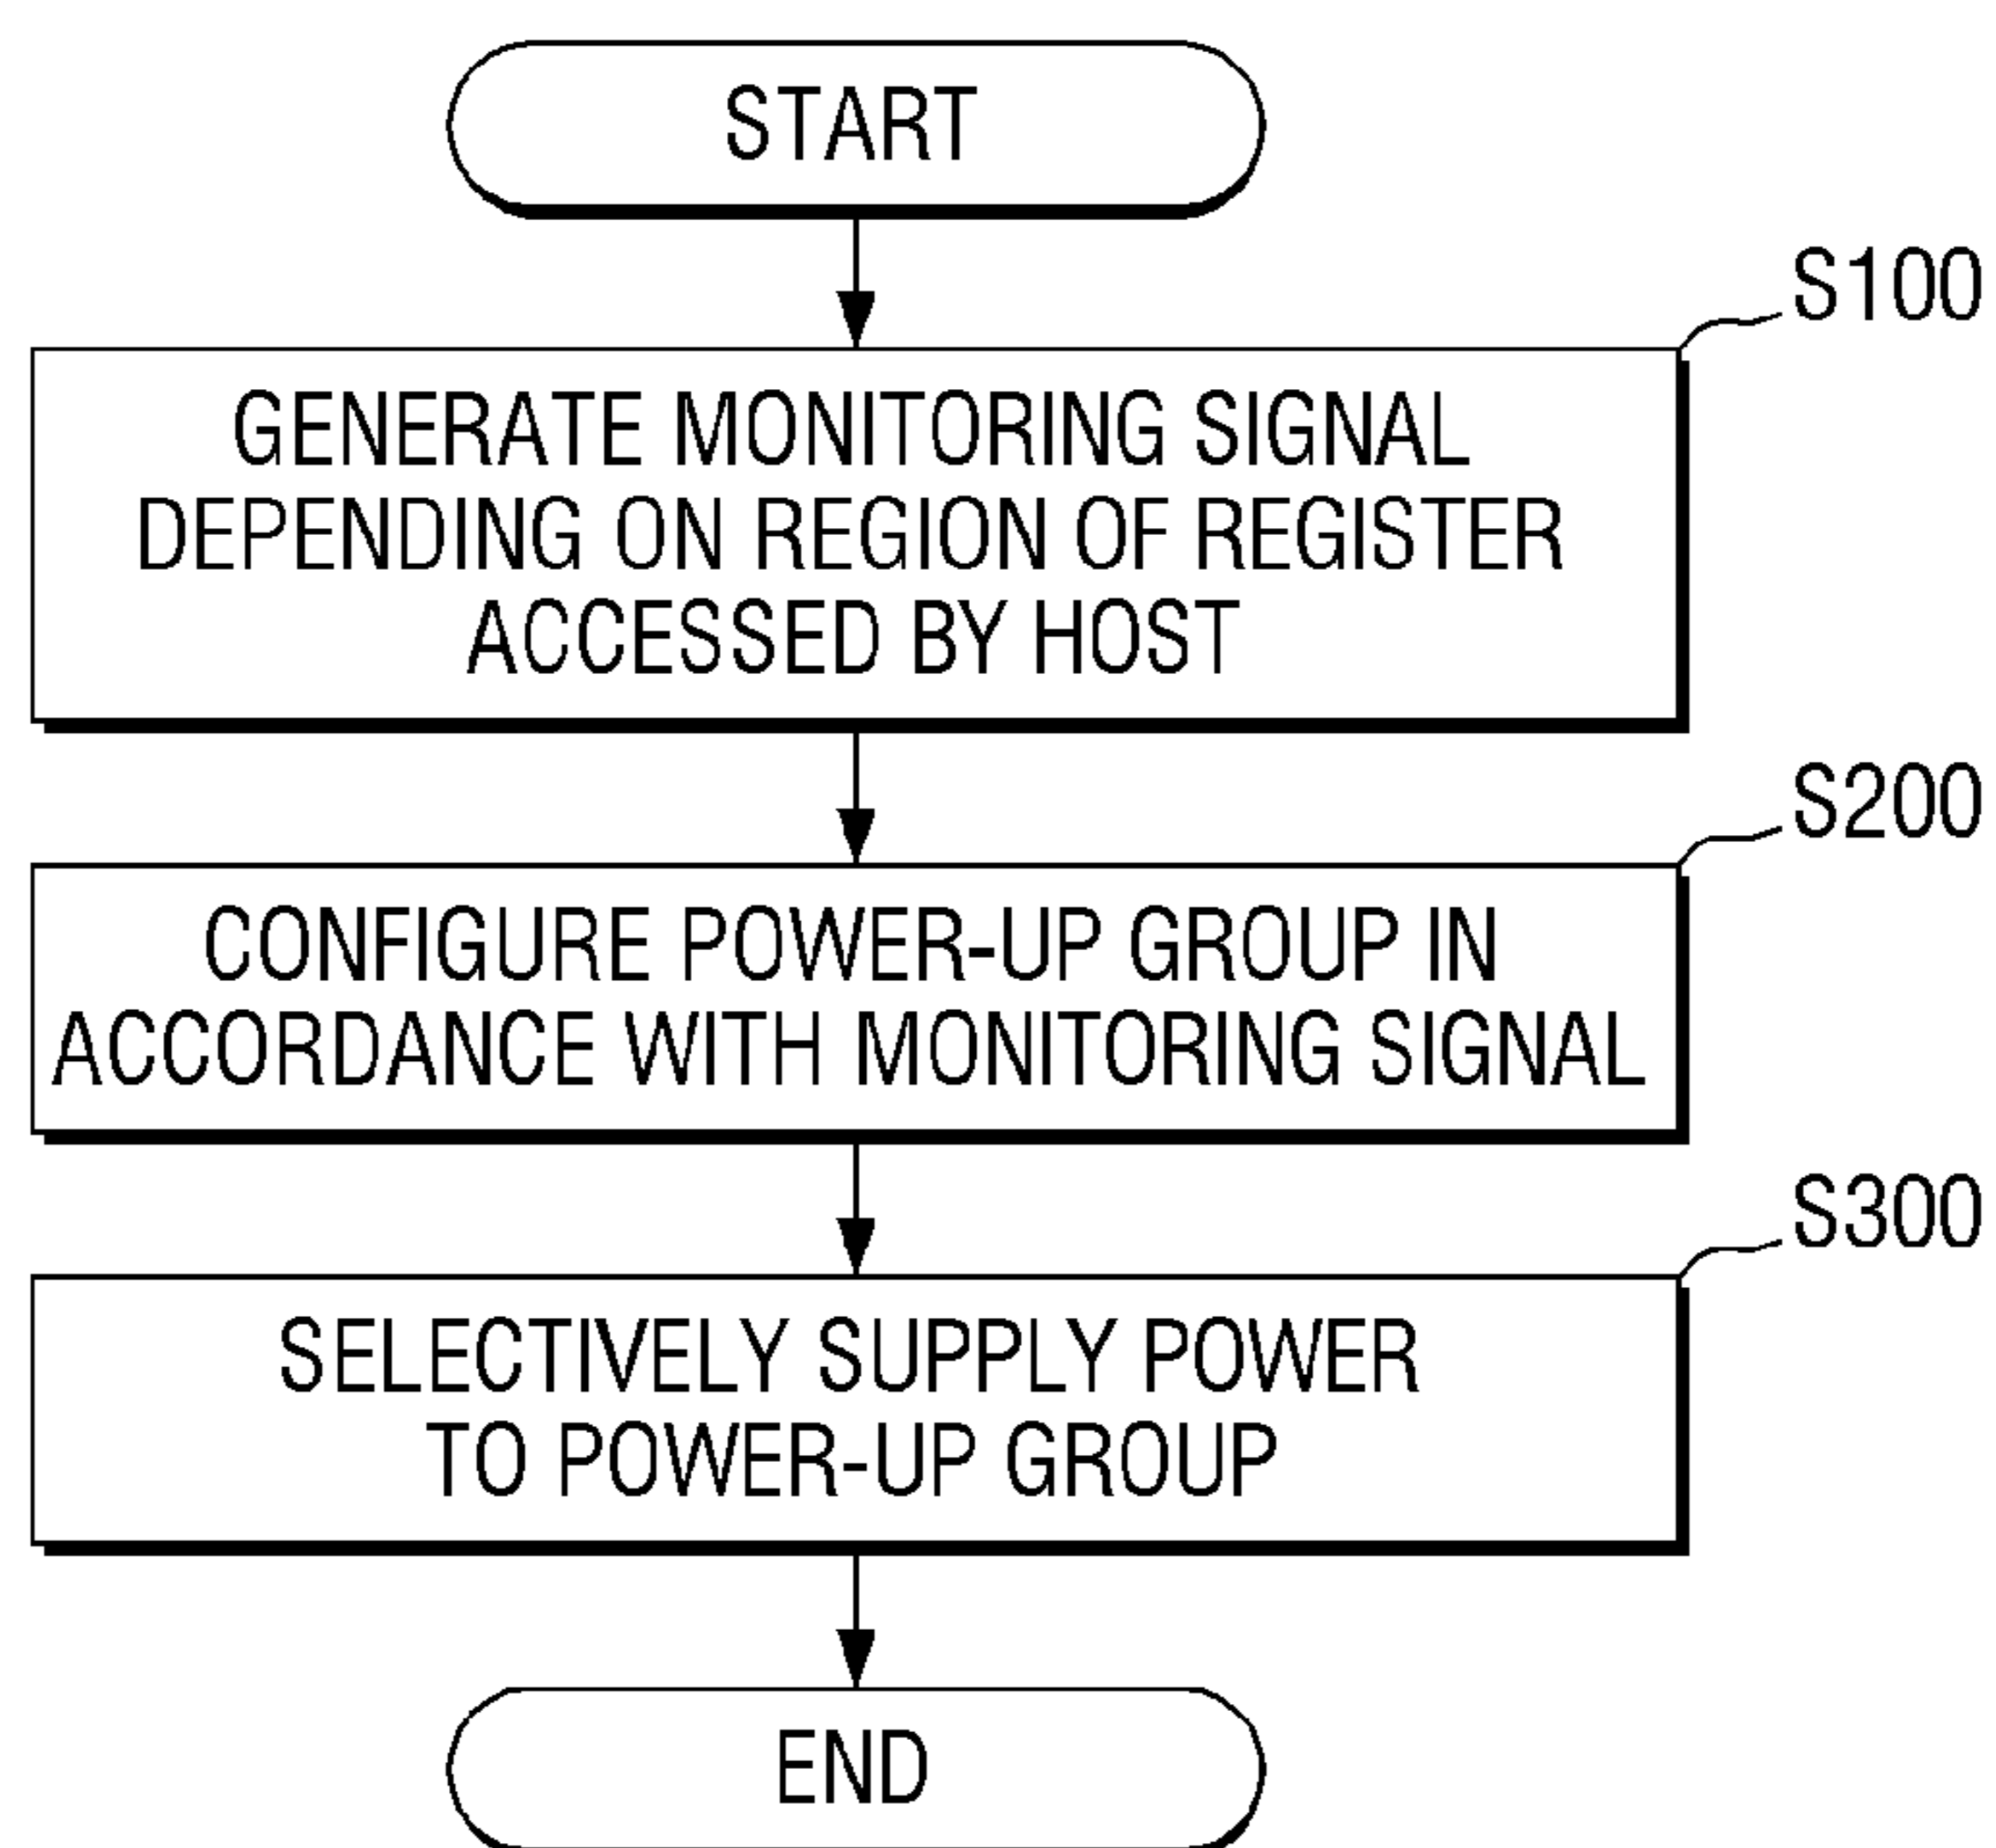 START
S100
GENERATE MONITORING SIGNAL
DEPENDING ON REGION OF REGISTER
ACCESSED BY HOST
S200
CONFIGURE POWER-UP GROUP IN
ACCORDANCE WITH MONITORING SIGNAL
S300
SELECTIVELY SUPPLY POWER
TO POWER-UP GROUP
END